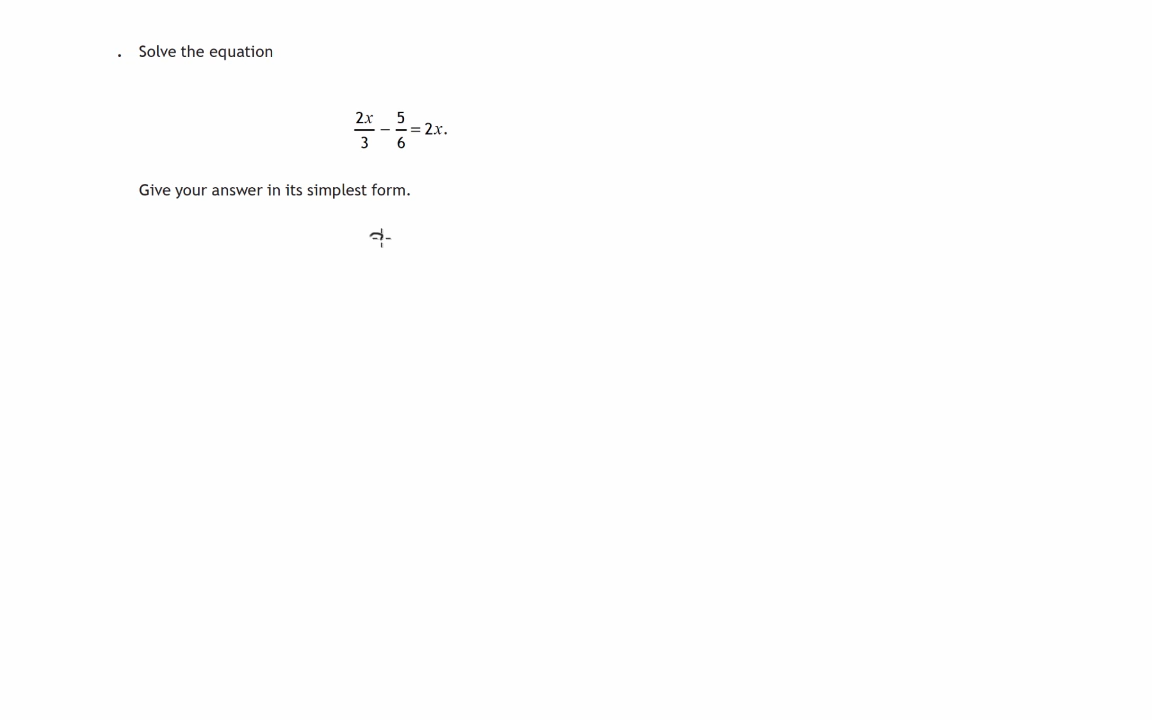 . Solve the equation
2x/3 − 5/6 = 2x.
Give your answer in its simplest form.